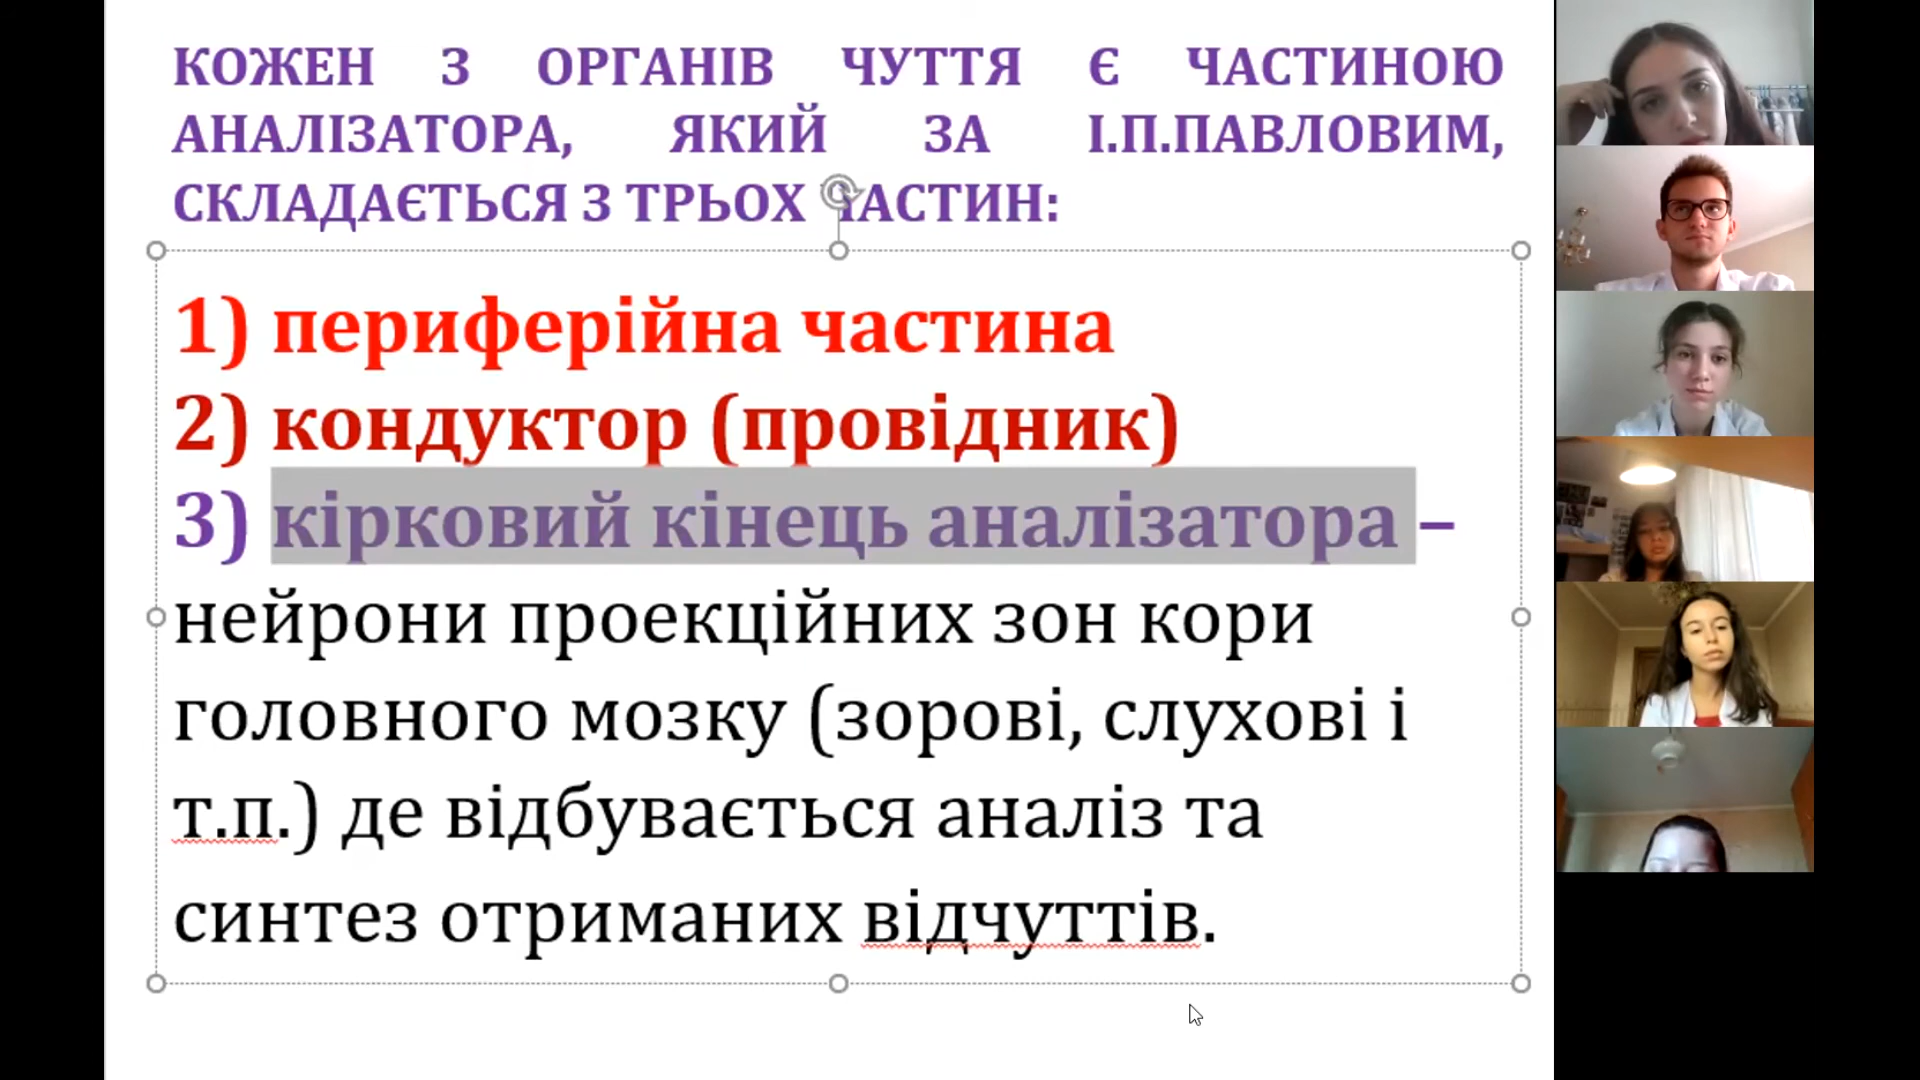 КОЖЕН З ОРГАНІВ ЧУТТЯ Є ЧАСТИНОЮ
АНАЛІЗАТОРА, ЯКИЙ ЗА І.П.ПАВЛОВИМ,
СКЛАДАЄТЬСЯ З ТРЬОХ ЧАСТИН:
1) периферійна частина
2) кондуктор (провідник)
3) кірковий кінець аналізатора –
нейрони проекційних зон кори
головного мозку (зорові, слухові і
т.п.) де відбувається аналіз та
синтез отриманих відчуттів.